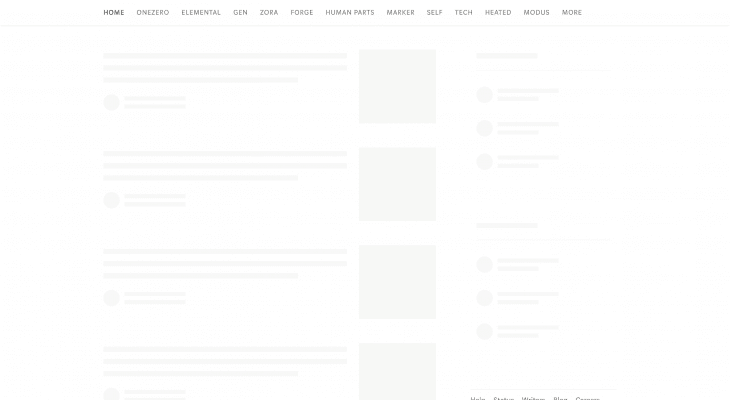 HOME ONEZERO ELEMENTAL GEN ZORA FORGE HUMAN PARTS MARKER SELF TECH HEATED MODUS MORE
Help Status Writers Blog Careers